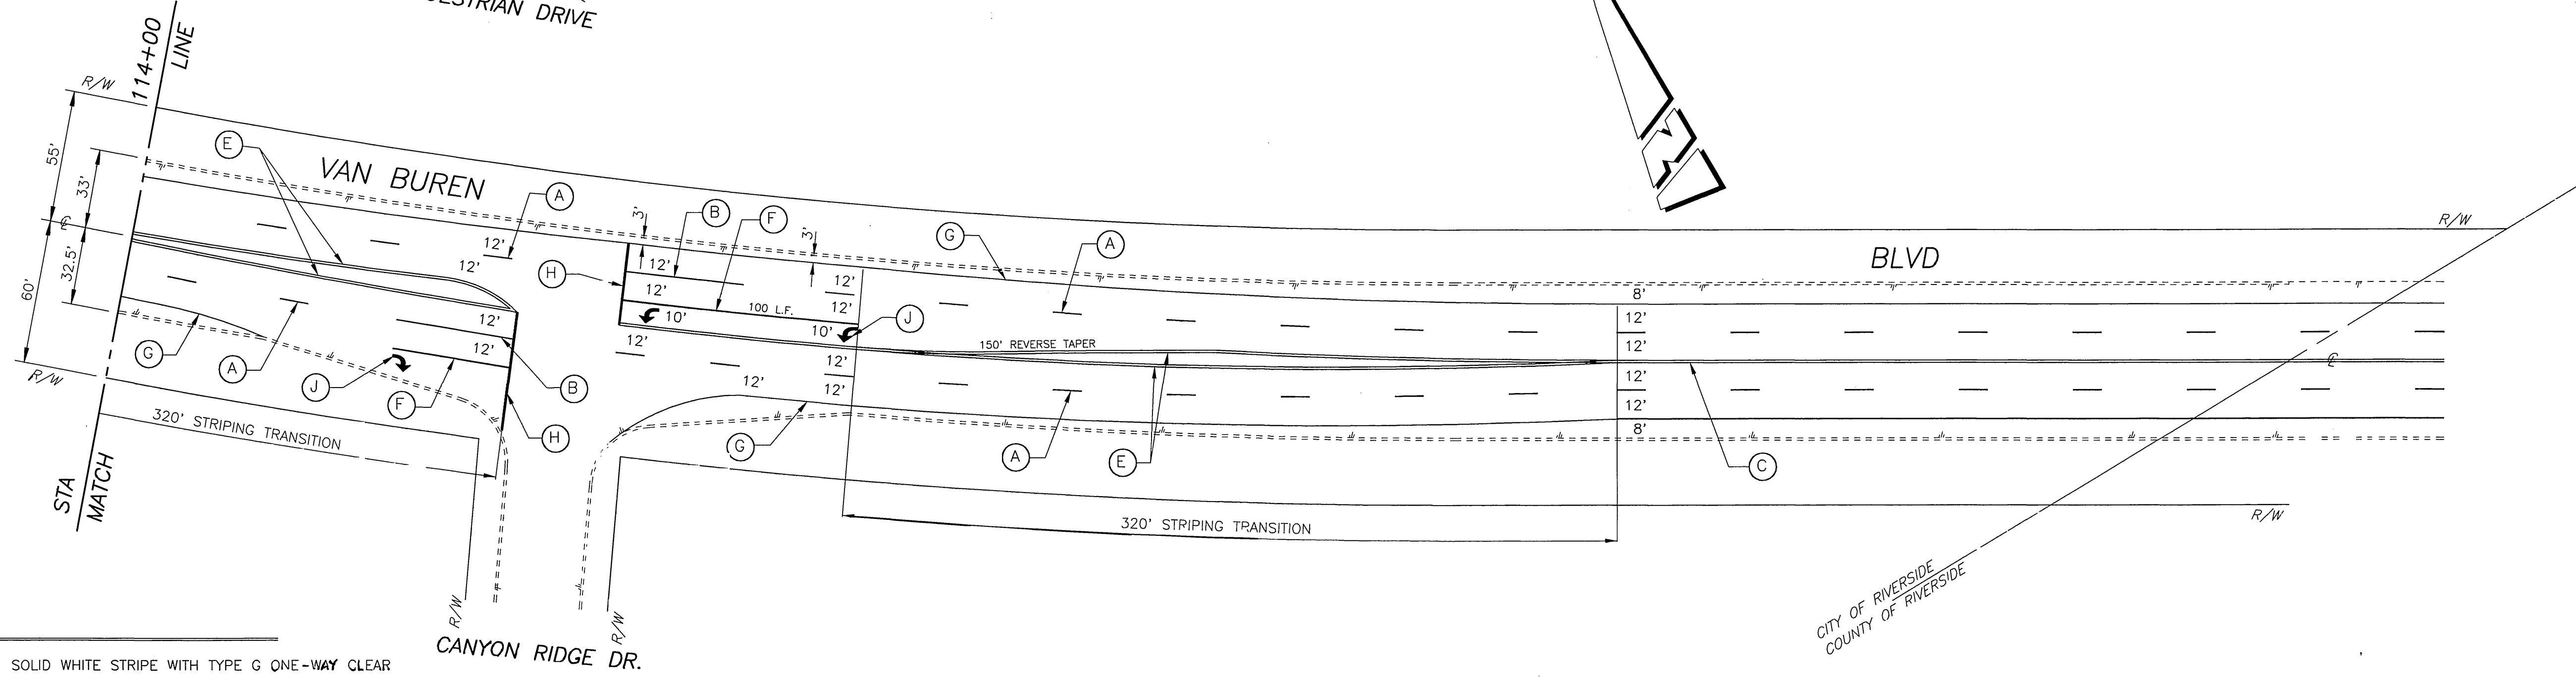 DRIVE
114+00
LINE
R/W
55'
33'
E
VAN BUREN
A
℄
60'
32.5'
12'
12'
H
3'
B
F
3'
12'
12'
12'
12'
100 L.F.
10'
10'
J
G
A
150' REVERSE TAPER
BLVD
R/W
8'
12'
12'
12'
12'
8'
℄
12'
12'
B
G
A
J
F
H
R/W
12'
12'
12'
12'
G
A
E
C
320' STRIPING TRANSITION
STA
MATCH
320' STRIPING TRANSITION
R/W
R/W
R/W
CITY OF RIVERSIDE
COUNTY OF RIVERSIDE
CANYON RIDGE DR.
SOLID WHITE STRIPE WITH TYPE G ONE-WAY CLEAR
N